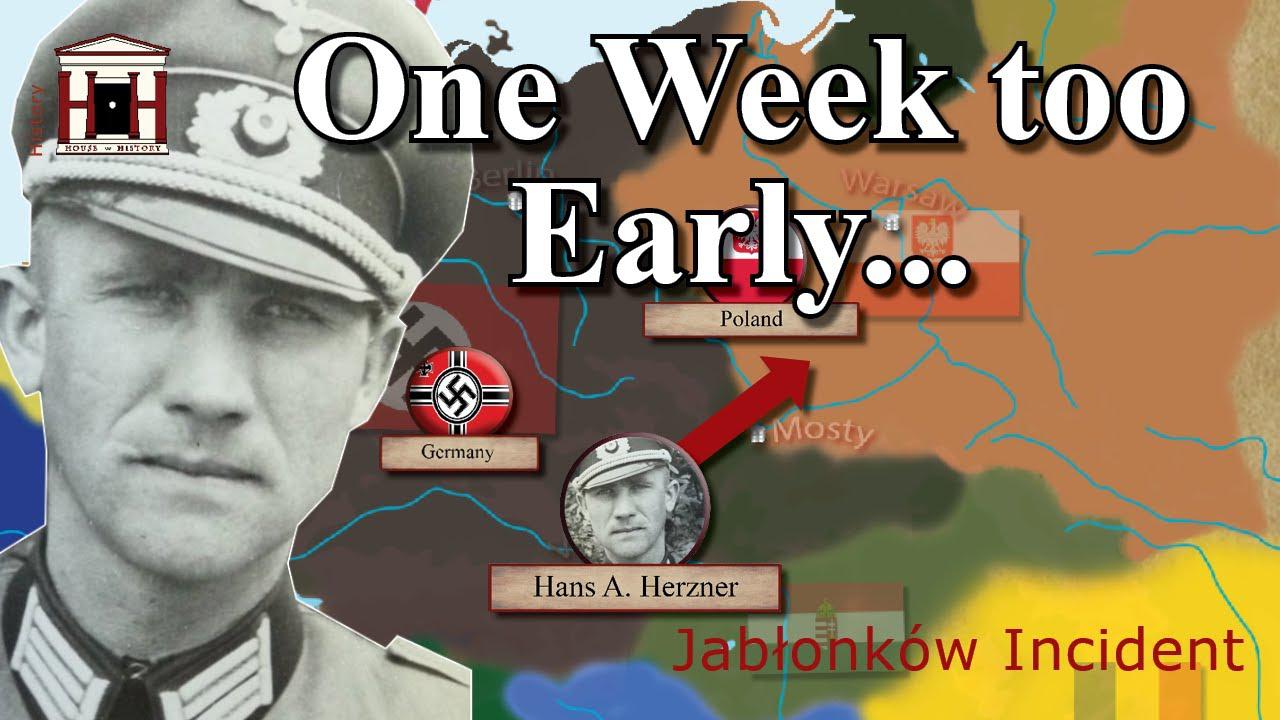 One Week too
Early...
History
HOUSE OF HISTORY
Berlin
Warsaw
Poland
Germany
Mosty
Hans A. Herzner
Jabłonków Incident